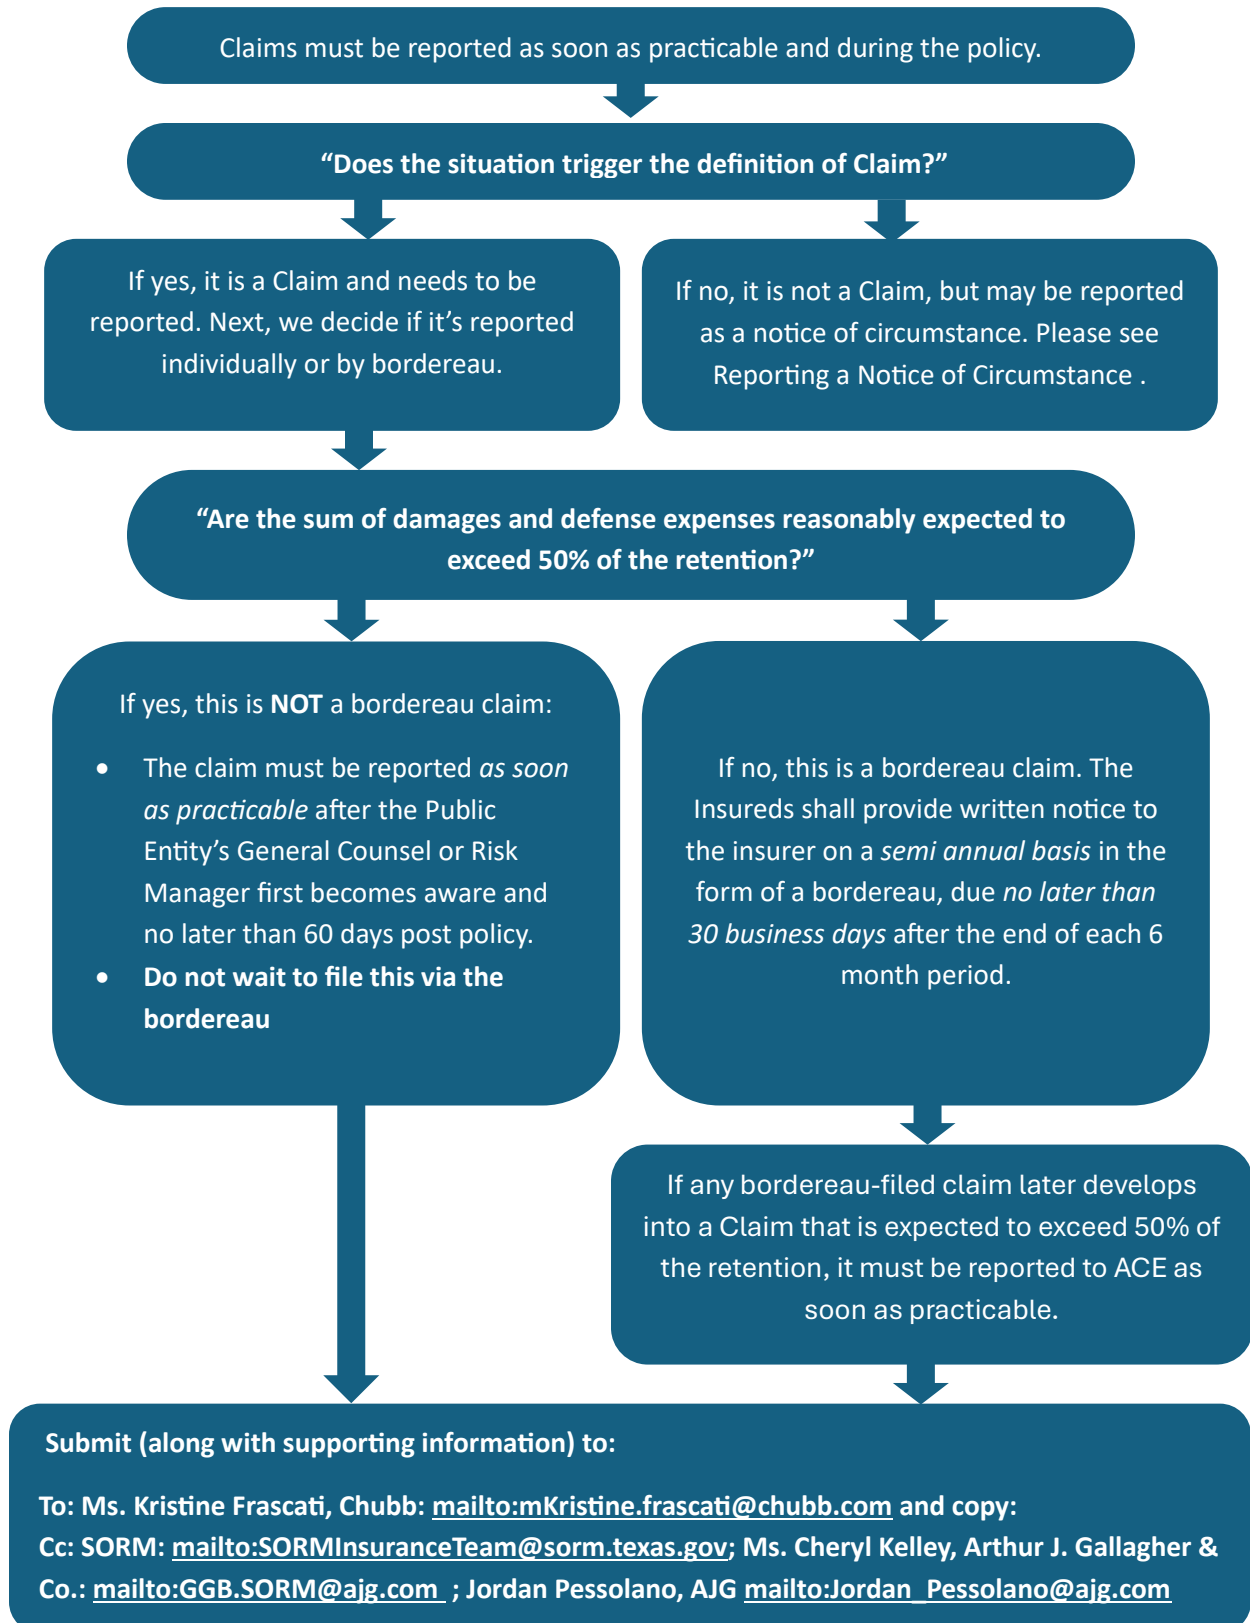 Claims must be reported as soon as practicable and during the policy.
“Does the situation trigger the definition of Claim?”
If yes, it is a Claim and needs to be
reported. Next, we decide if it’s reported
individually or by bordereau.
If no, it is not a Claim, but may be reported
as a notice of circumstance. Please see
Reporting a Notice of Circumstance .
“Are the sum of damages and defense expenses reasonably expected to
exceed 50% of the retention?”
If yes, this is NOT a bordereau claim:
• The claim must be reported as soon
as practicable after the Public
Entity’s General Counsel or Risk
Manager first becomes aware and
no later than 60 days post policy.
• Do not wait to file this via the
bordereau
If no, this is a bordereau claim. The
Insureds shall provide written notice to
the insurer on a semi annual basis in the
form of a bordereau, due no later than
30 business days after the end of each 6
month period.
If any bordereau-filed claim later develops
into a Claim that is expected to exceed 50% of
the retention, it must be reported to ACE as
soon as practicable.
Submit (along with supporting information) to:
To: Ms. Kristine Frascati, Chubb: mailto:mKristine.frascati@chubb.com and copy:
Cc: SORM: mailto:SORMInsuranceTeam@sorm.texas.gov; Ms. Cheryl Kelley, Arthur J. Gallagher &
Co.: mailto:GGB.SORM@ajg.com ; Jordan Pessolano, AJG mailto:Jordan_Pessolano@ajg.com